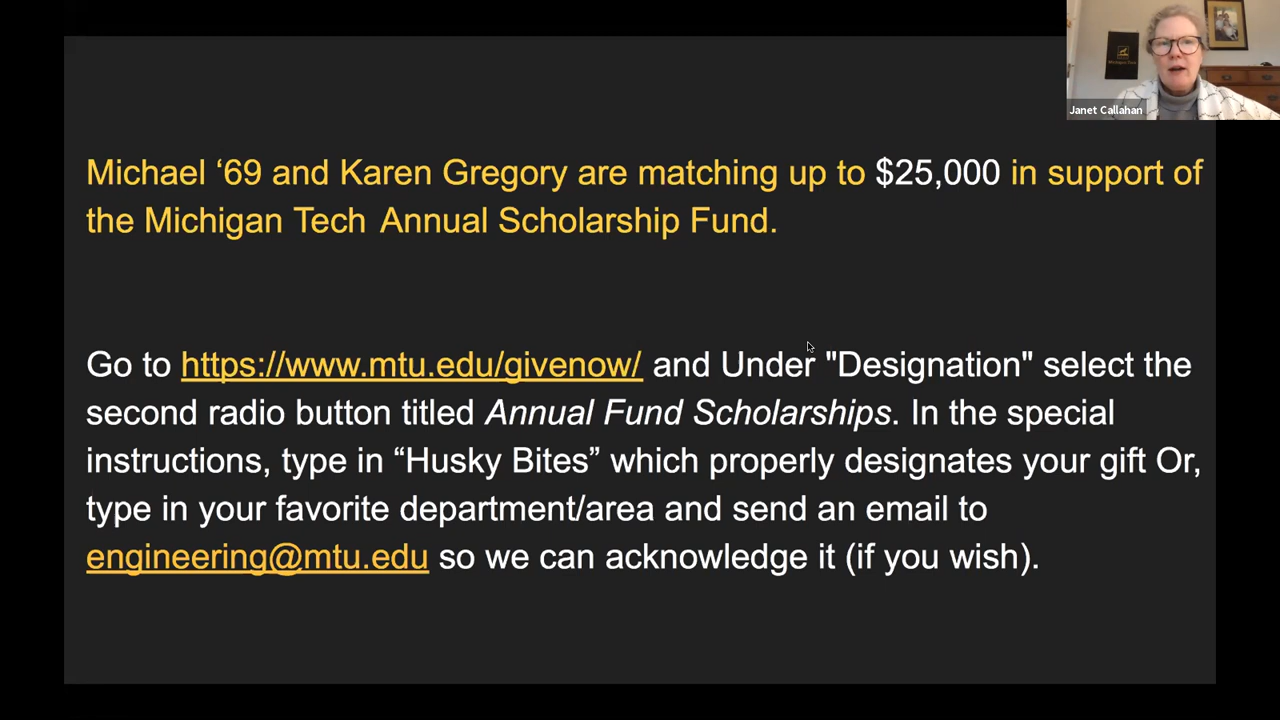 Janet Callahan
Michael ‘69 and Karen Gregory are matching up to $25,000 in support of
the Michigan Tech Annual Scholarship Fund.
Go to https://www.mtu.edu/givenow/ and Under "Designation" select the
second radio button titled Annual Fund Scholarships. In the special
instructions, type in “Husky Bites” which properly designates your gift Or,
type in your favorite department/area and send an email to
engineering@mtu.edu so we can acknowledge it (if you wish).